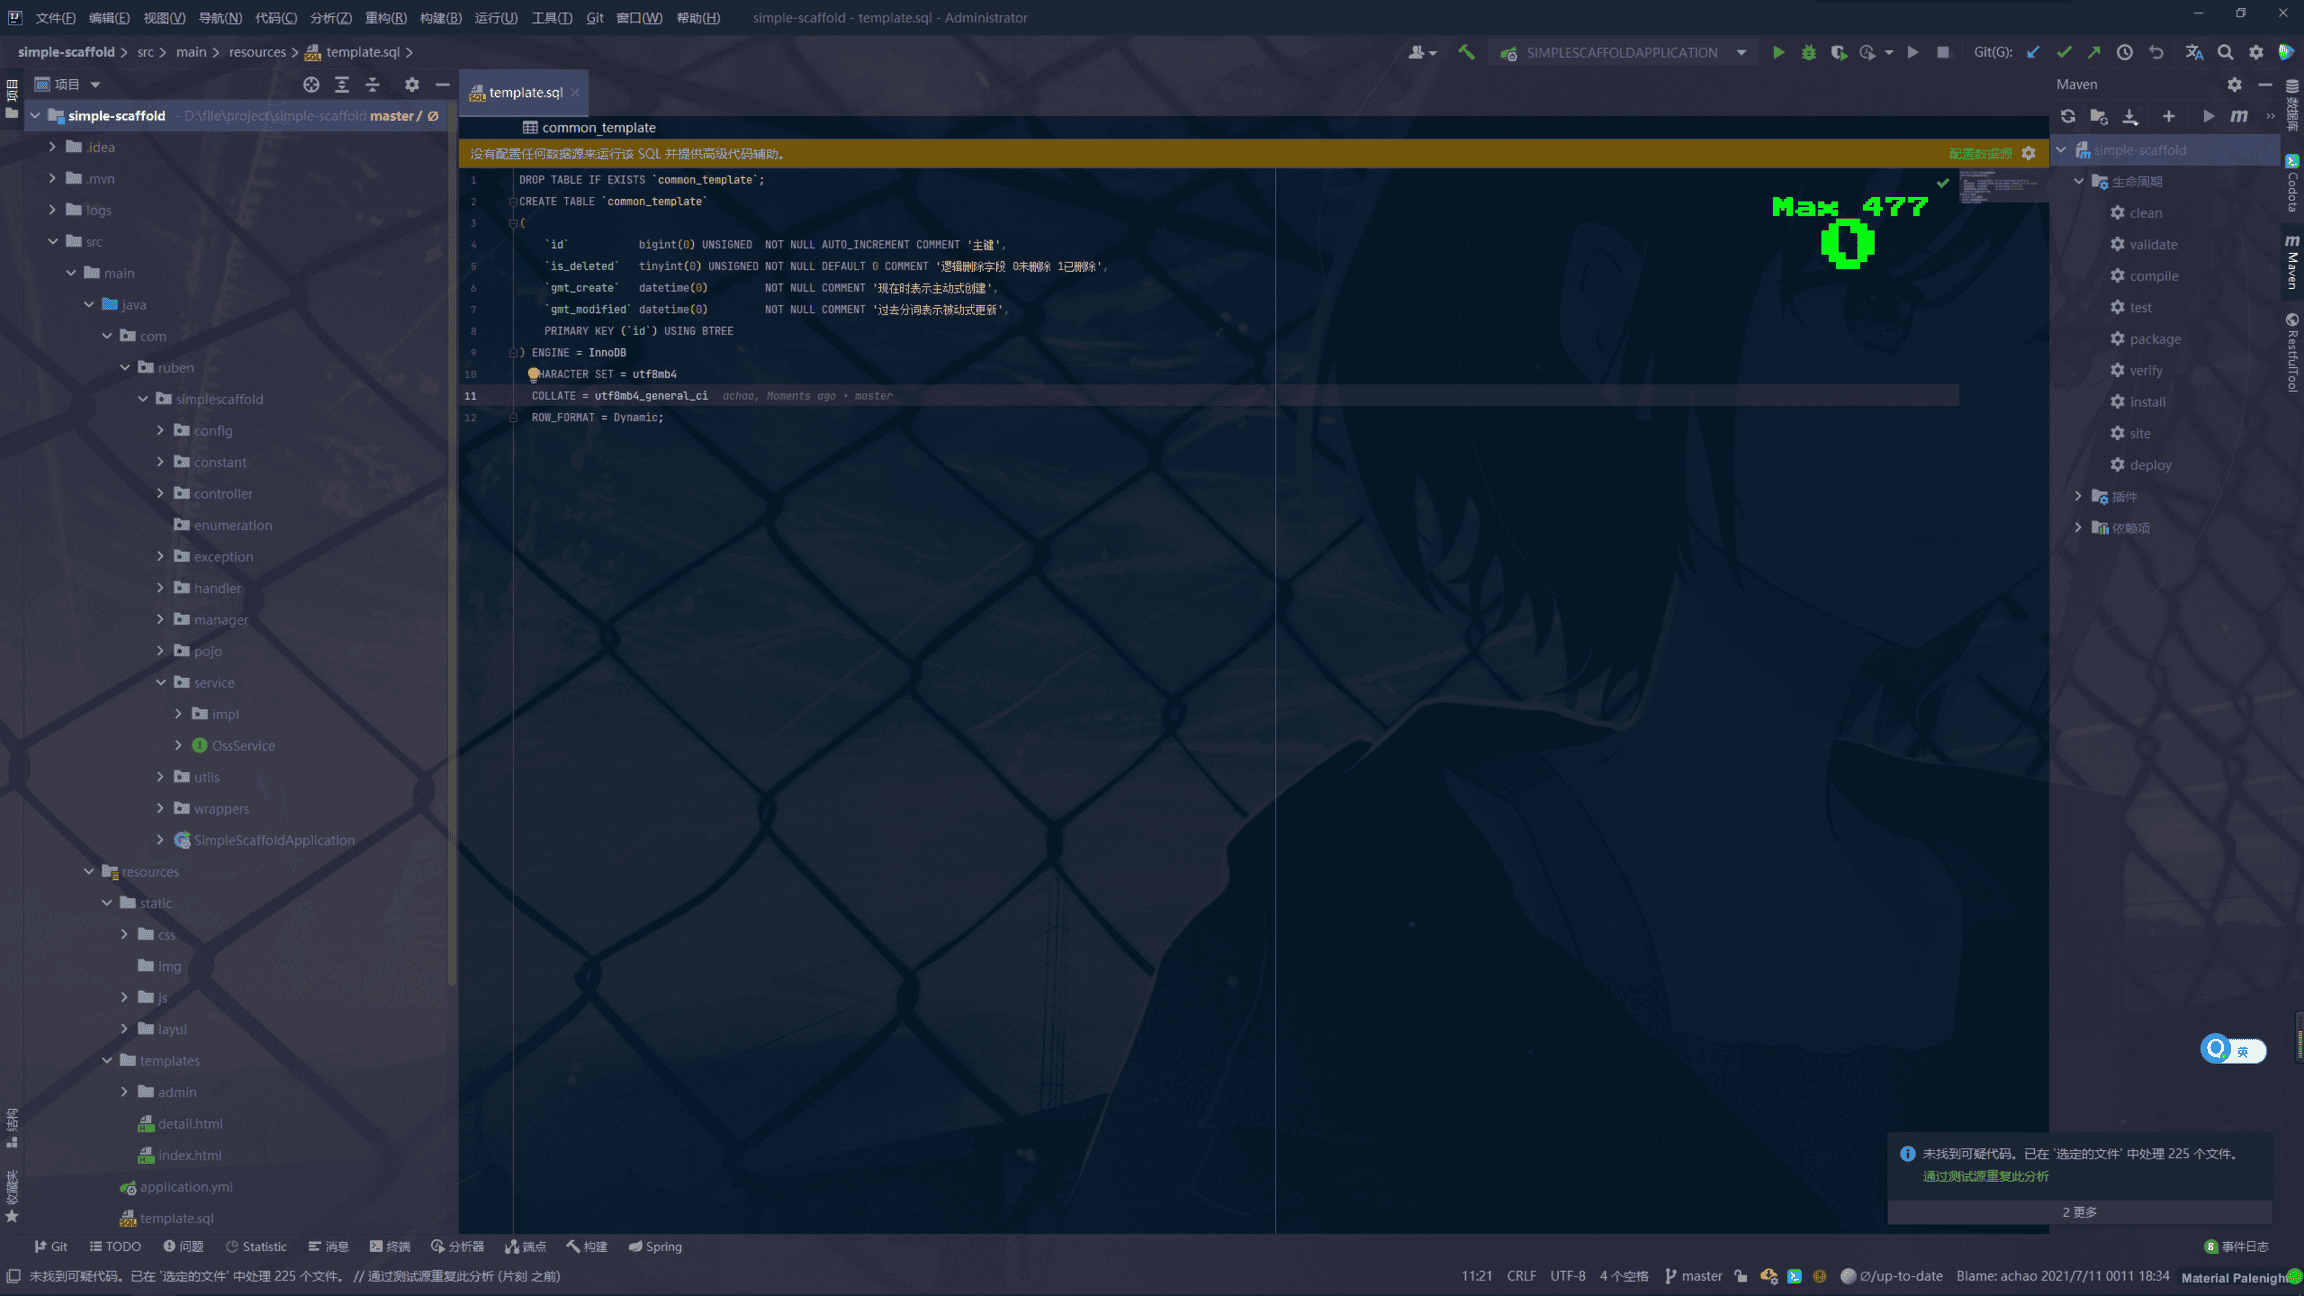 文件(F) 编辑(E) 视图(V) 导航(N) 代码(C) 分析(Z) 重构(R) 构建(B) 运行(U) 工具(T) Git 窗口(W) 帮助(H) simple-scaffold - template.sql - Administrator
simple-scaffold > src > main > resources > template.sql >
SIMPLESCAFFOLDAPPLICATION
Git(G):
项目
项目
simple-scaffold - D:\file\project\simple-scaffold master / Ø
.idea
.mvn
logs
src
main
java
com
ruben
simplescaffold
config
constant
controller
enumeration
exception
handler
manager
pojo
service
impl
OssService
utils
wrappers
SimpleScaffoldApplication
resources
static
css
img
js
layui
templates
admin
detail.html
index.html
application.yml
template.sql
结构
收藏夹
template.sql
common_template
没有配置任何数据源来运行该 SQL 并提供高级代码辅助。
配置数据源
1 DROP TABLE IF EXISTS `common_template`;
2 CREATE TABLE `common_template`
3 (
4 `id` bigint(0) UNSIGNED NOT NULL AUTO_INCREMENT COMMENT '主键',
5 `is_deleted` tinyint(0) UNSIGNED NOT NULL DEFAULT 0 COMMENT '逻辑删除字段 0未删除 1已删除',
6 `gmt_create` datetime(0) NOT NULL COMMENT '现在时表示主动式创建',
7 `gmt_modified` datetime(0) NOT NULL COMMENT '过去分词表示被动式更新',
8 PRIMARY KEY (`id`) USING BTREE
9 ) ENGINE = InnoDB
10 HARACTER SET = utf8mb4
11 COLLATE = utf8mb4_general_ci achao, Moments ago • master
12 ROW_FORMAT = Dynamic;
Max 477
0
Maven
simple-scaffold
生命周期
clean
validate
compile
test
package
verify
install
site
deploy
插件
依赖项
数据库
Codota
Maven
RestfulTool
英
未找到可疑代码。已在 '选定的文件' 中处理 225 个文件。
通过测试源重复此分析
2 更多
Git TODO 问题 Statistic 消息 终端 分析器 端点 构建 Spring
8 事件日志
未找到可疑代码。已在 '选定的文件' 中处理 225 个文件。 // 通过测试源重复此分析 (片刻 之前)
11:21 CRLF UTF-8 4 个空格 master Ø/up-to-date Blame: achao 2021/7/11 0011 18:34 Material Palenigh